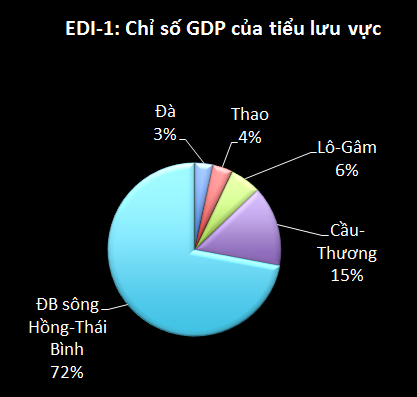 EDI-1: Chỉ số GDP của tiểu lưu vực
Đà
3%
Thao
4%
Lô-Gâm
6%
Cầu-
Thương
15%
ĐB sông
Hồng-Thái
Bình
72%